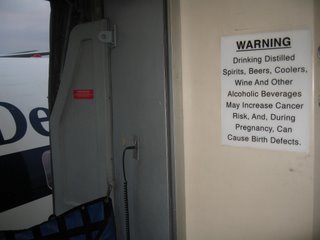 WARNING
Drinking Distilled
Spirits, Beers, Coolers,
Wine And Other
Alcoholic Beverages
May Increase Cancer
Risk, And, During
Pregnancy, Can
Cause Birth Defects.
De